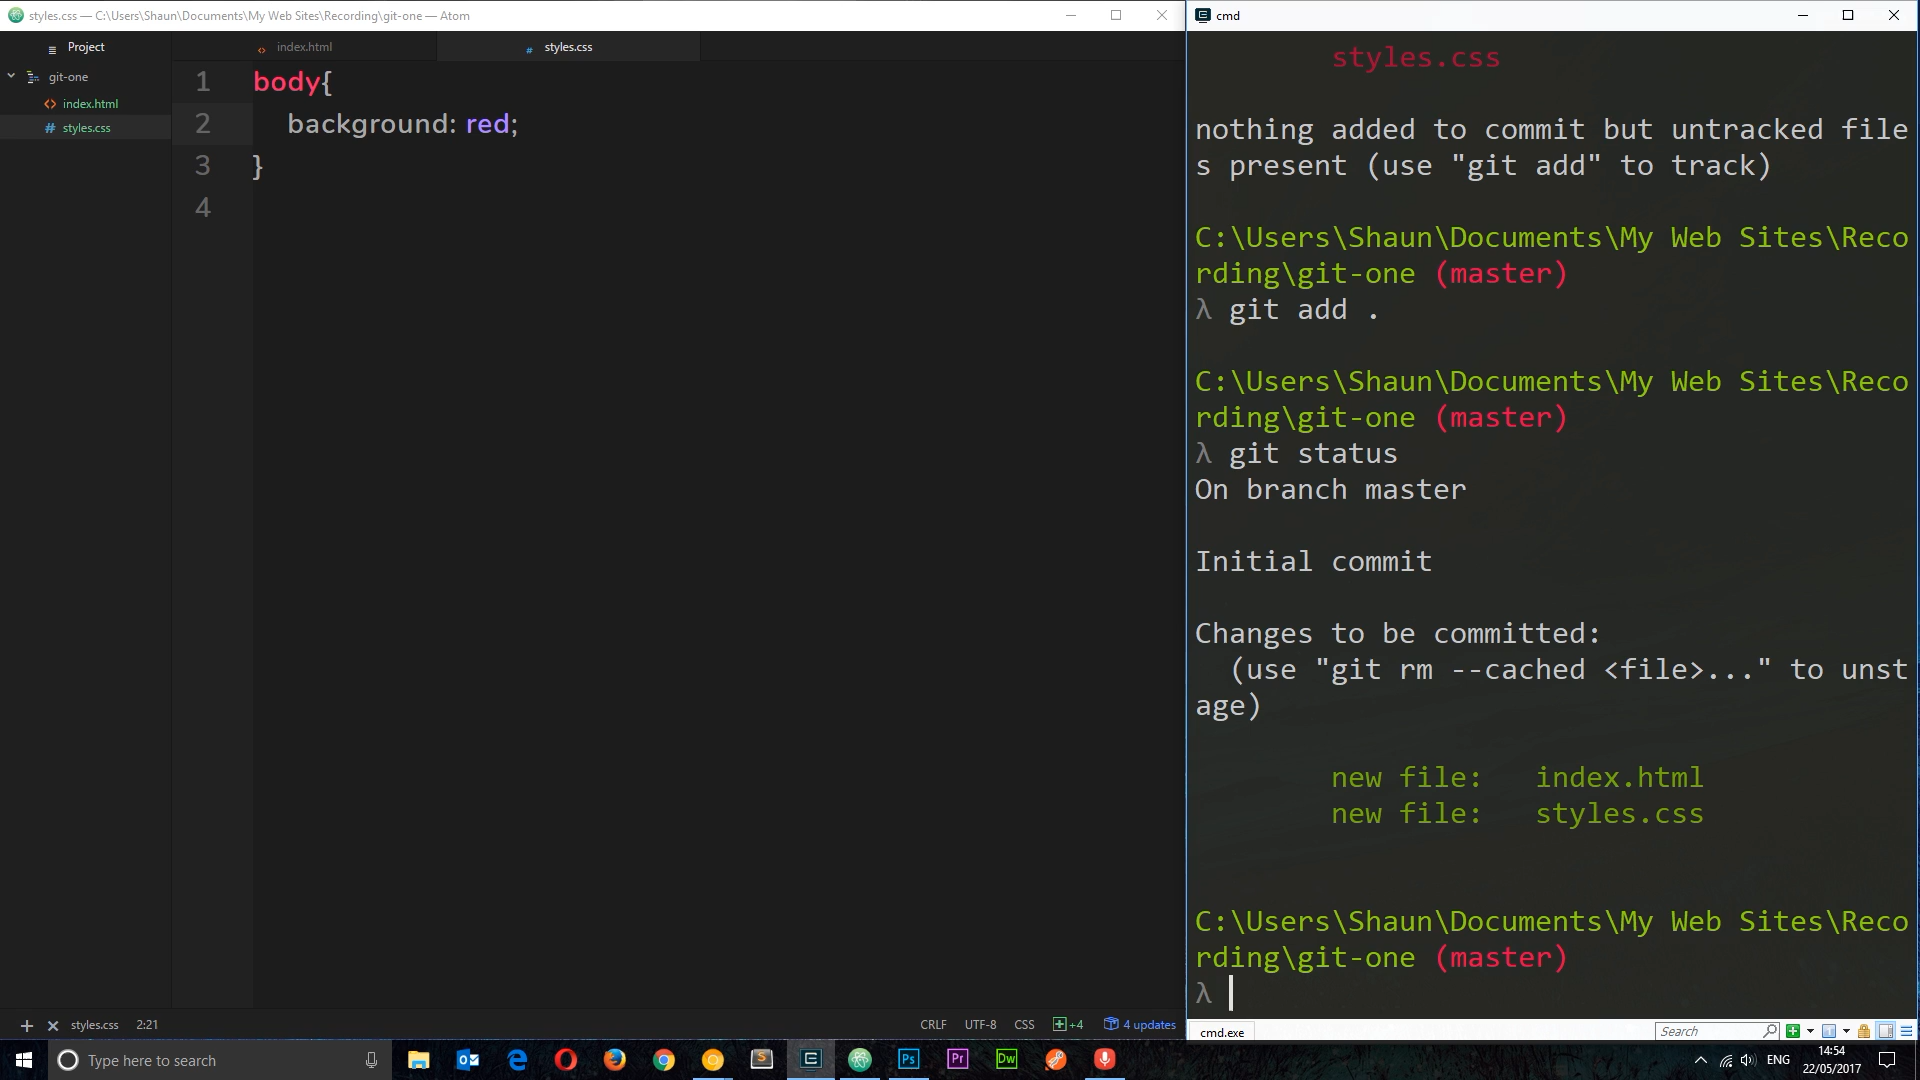 styles.css — C:\Users\Shaun\Documents\My Web Sites\Recording\git-one — Atom
Project
git-one
index.html
styles.css
index.html
styles.css
1 body{
2 background: red;
3 }
4
styles.css 2:21
CRLF UTF-8 CSS +4 4 updates
cmd
styles.css
nothing added to commit but untracked file
s present (use "git add" to track)
C:\Users\Shaun\Documents\My Web Sites\Reco
rding\git-one (master)
λ git add .
C:\Users\Shaun\Documents\My Web Sites\Reco
rding\git-one (master)
λ git status
On branch master
Initial commit
Changes to be committed:
(use "git rm --cached <file>..." to unst
age)
new file: index.html
new file: styles.css
C:\Users\Shaun\Documents\My Web Sites\Reco
rding\git-one (master)
λ
cmd.exe
Search
Type here to search
S
Ps
Pr
Dw
ENG
14:54
22/05/2017